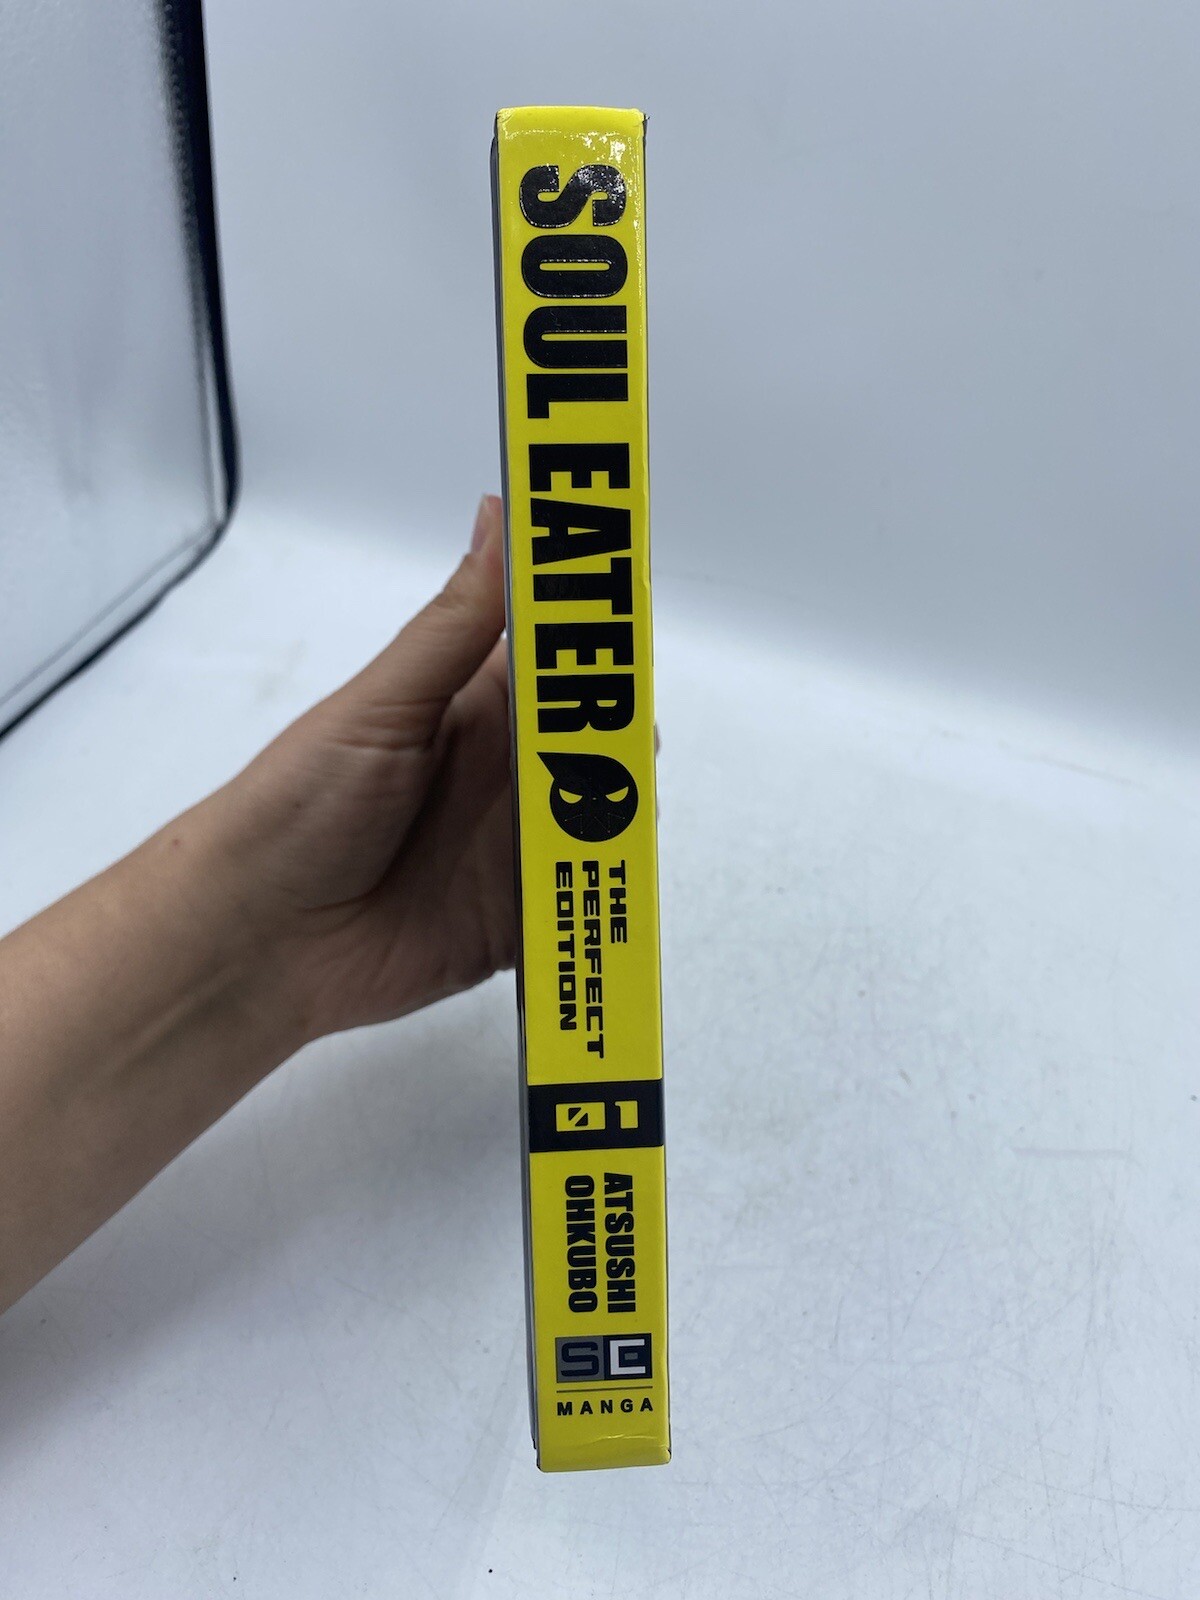 SOUL EATER
THE
PERFECT
EDITION
01
ATSUSHI
OHKUBO
SE
MANGA